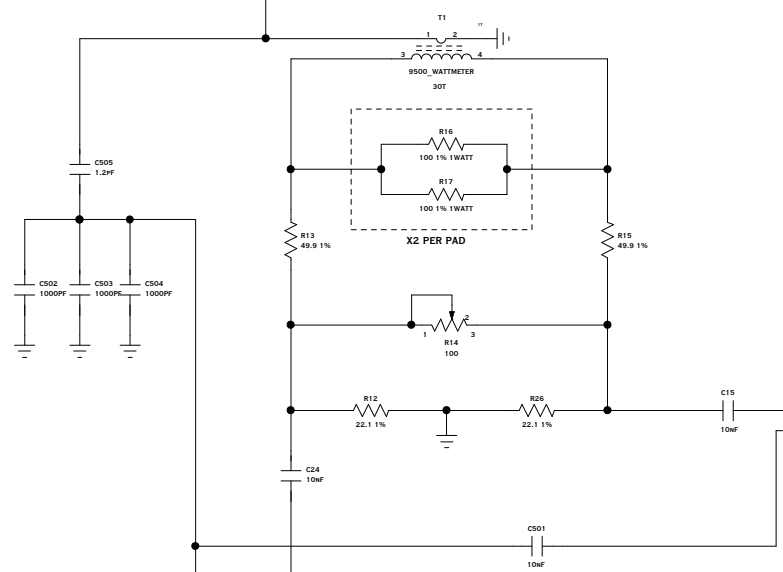 T1
1 2
3 4
9500_WATTMETER
30T
R16
100 1% 1WATT
R17
100 1% 1WATT
X2 PER PAD
C505
1.2PF
R13
49.9 1%
R15
49.9 1%
C502
1000PF
C503
1000PF
C504
1000PF
2
1 3
R14
100
R12
22.1 1%
R26
22.1 1%
C15
10NF
C24
10NF
C501
10NF